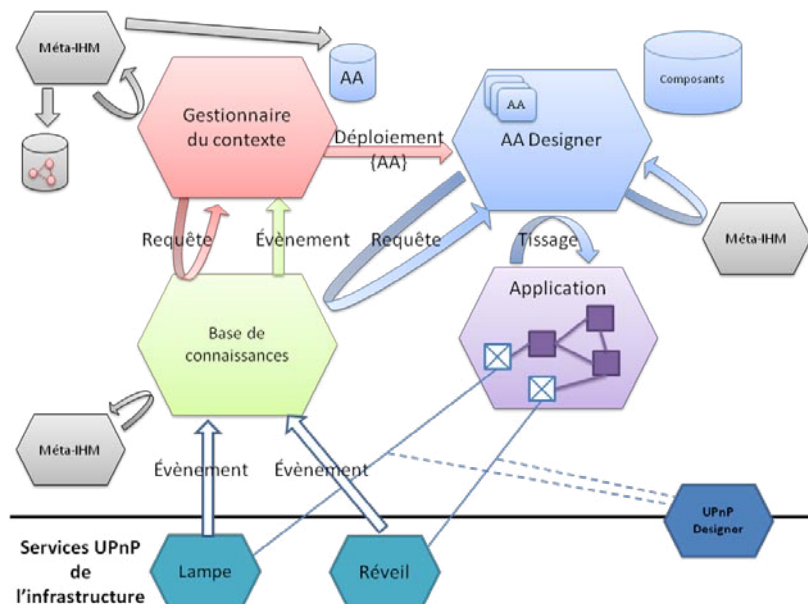 Méta-IHM
AA
Composants
Gestionnaire
du contexte
Déploiement
{AA}
AA
AA Designer
Requête
Évènement
Requête
Tissage
Méta-IHM
Application
Base de
connaissances
Méta-IHM
Évènement
Évènement
UPnP
Designer
Services UPnP
de
l'infrastructure
Lampe
Réveil